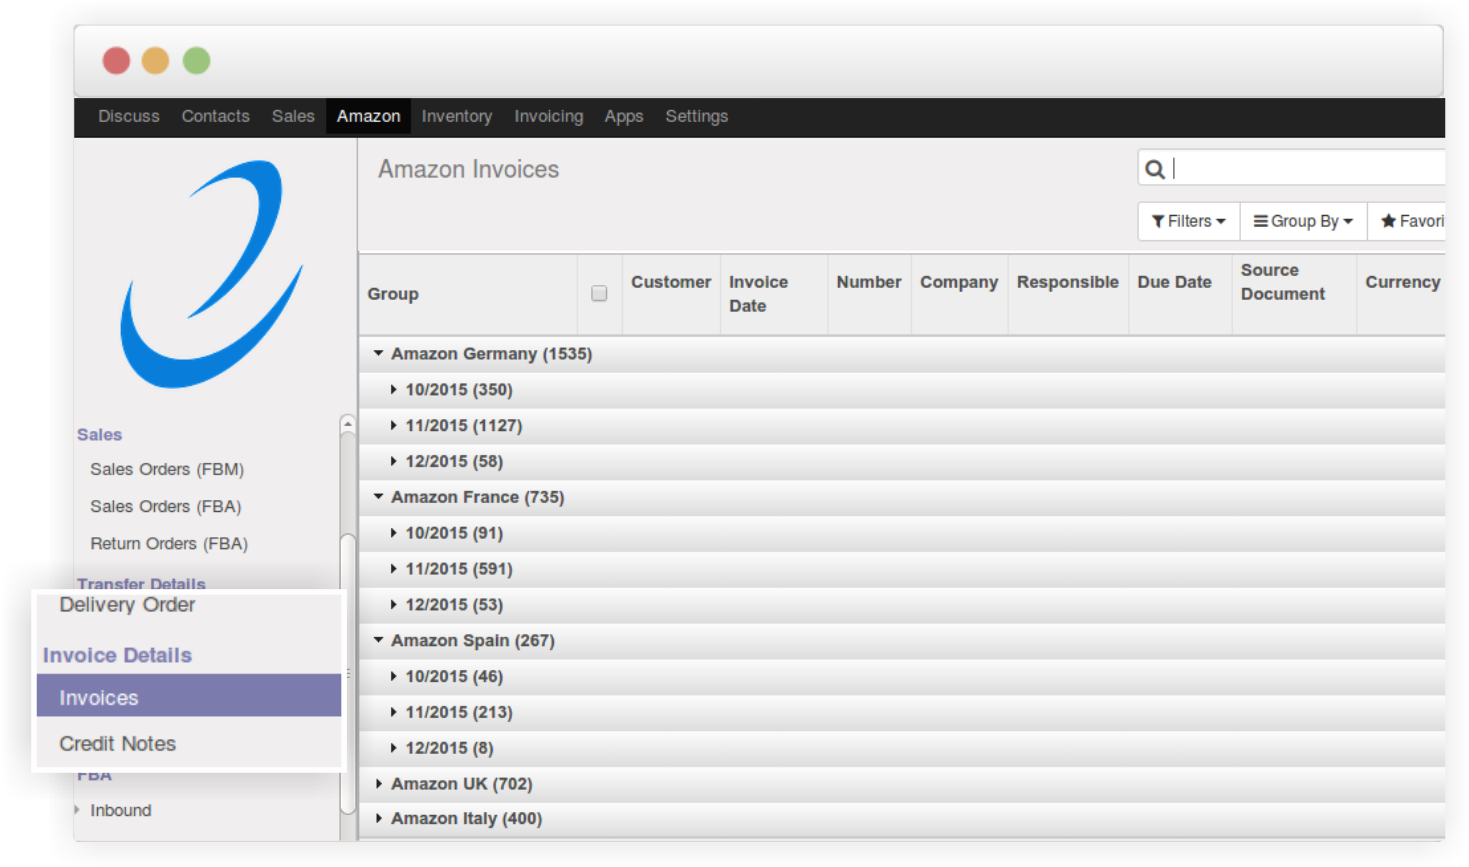 Discuss Contacts Sales Amazon Inventory Invoicing Apps Settings
Amazon Invoices
Filters Group By Favori
Group Customer Invoice Date Number Company Responsible Due Date Source Document Currency
Amazon Germany (1535)
10/2015 (350)
11/2015 (1127)
12/2015 (58)
Amazon France (735)
10/2015 (91)
11/2015 (591)
12/2015 (53)
Amazon Spain (267)
10/2015 (46)
11/2015 (213)
12/2015 (8)
Amazon UK (702)
Amazon Italy (400)
Sales
Sales Orders (FBM)
Sales Orders (FBA)
Return Orders (FBA)
Transfer Details
Delivery Order
Invoice Details
Invoices
Credit Notes
FBA
Inbound